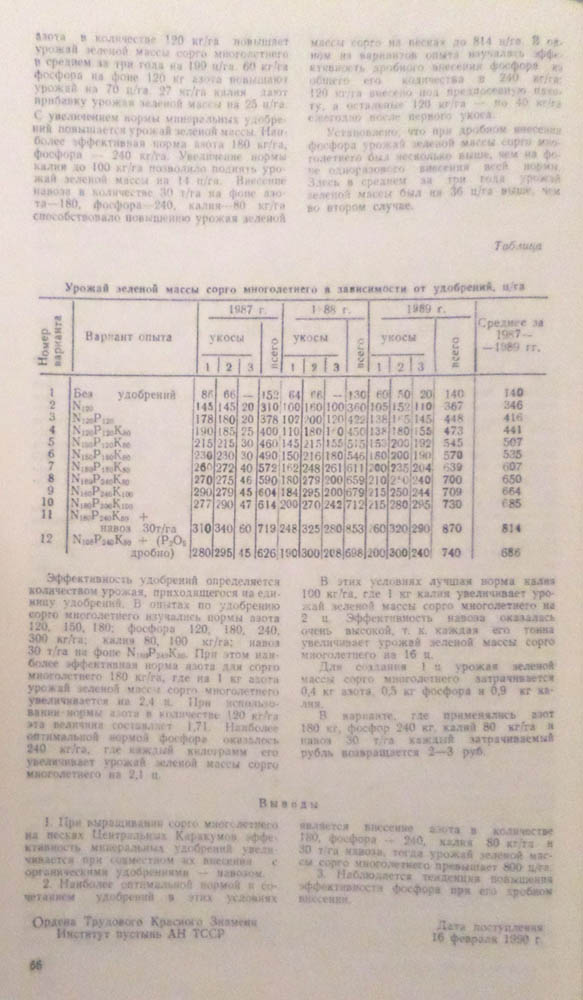 азота в количестве 120 кг/га повышает
урожай зеленой массы сорго многолетнего
в среднем за три года на 199 ц/га. 60 кг/га
фосфора на фоне 120 кг азота повышают
урожай на 70 ц/га. 27 кг/га калия дают
прибавку урожая зеленой массы на 25 ц/га.
С увеличением нормы минеральных удобре-
ний повышается урожай зеленой массы. Наи-
более эффективная норма азота 180 кг/га,
фосфора — 240 кг/га. Увеличение нормы
калия до 100 кг/га позволило поднять уро-
жай зеленой массы на 14 ц/га. Внесение
навоза в количестве 30 т/га на фоне азо-
та—180, фосфора—240, калия—80 кг/га
способствовало повышению урожая зеленой
массы сорго на песках до 814 ц/га. В од-
ном из вариантов опыта изучалась эффе-
ктивность дробного внесения фосфора из
общего его количества в 240 кг/га:
120 кг/га внесено под предпосевную пахо-
ту, а остальные 120 кг/га — по 40 кг/га
ежегодно после первого укоса.
Установлено, что при дробном внесении
фосфора урожай зеленой массы сорго мно-
голетнего был несколько выше, чем на фо-
не одноразового внесения всей нормы.
Здесь в среднем за три года урожай
зеленой массы был на 36 ц/га выше, чем
во втором случае.
Таблица
Урожай зеленой массы сорго многолетнего в зависимости от удобрений, ц/га
Номер варианта Вариант опыта 1987 г. 1988 г. 1989 г. Среднее за 1987—
—1989 гг.
укосы всего укосы всего укосы всего
1 2 3 1 2 3 1 2 3
1 Без удобрений 86 66 — 152 64 66 — 130 60 50 20 140 140
2 N120 145 145 20 310 100 160 100 360 105 152 110 367 346
3 N120P120 178 180 20 378 102 200 120 422 138 165 145 448 416
4 N120P120K80 190 185 25 400 110 180 450 138 180 155 473 441
5 215 215 30 460 145 215 155 515 153 200 192 545 507
6 230 230 30 490 150 216 180 546 180 200 190 570 535
7 260 272 40 572 162 248 261 611 200 235 204 639 607
8 N180P240K80 270 275 46 590 180 279 200 659 210 240 700 650
9 N180P240K100 290 279 45 604 184 295 200 679 215 250 244 709 664
10 277 290 47 614 200 270 242 712 215 280 295 730 685
11 N180P240K80 +
навоз 30т/га 310 340 60 719 248 325 280 853 260 320 290 870 814
12 + (P2O5
дробно) 280 295 45 626 190 300 208 698 200 300 240 740 686
Эффективность удобрений определяется
количеством урожая, приходящегося на еди-
ницу удобрений. В опытах по удобрению
сорго многолетнего изучались нормы азота
120, 150, 180; фосфора 120, 180, 240,
300 кг/га; калия 80, 100 кг/га; навоз
30 т/га на фоне N180P240K80. При этом наи-
более эффективная норма азота для сорго
многолетнего 180 кг/га, где на 1 кг азота
урожай зеленой массы сорго многолетнего
увеличивается на 2,4 ц. При использо-
вании нормы азота в количестве 120 кг/га
эта величина составляет 1,71. Наиболее
оптимальной нормой фосфора оказалось
240 кг/га, где каждый килограмм его
увеличивает урожай зеленой массы сорго
многолетнего на 2,1 ц.
В этих условиях лучшая норма калия
100 кг/га, где 1 кг калия увеличивает уро-
жай зеленой массы сорго многолетнего на
2 ц. Эффективность навоза оказалась
очень высокой, т. к. каждая его тонна
увеличивает урожай зеленой массы сорго
многолетнего на 16 ц.
Для создания 1 ц урожая зеленой
массы сорго многолетнего затрачивается
0,4 кг азота, 0,5 кг фосфора и 0,9 кг ка-
лия.
В варианте, где применялись азот
180 кг, фосфор 240 кг, калий 80 кг/га и
навоз 30 т/га каждый затрачиваемый
рубль возвращается 2—3 руб.
Выводы
1. При выращивании сорго многолетнего
на песках Центральных Каракумов эффе-
ктивность минеральных удобрений увели-
чивается при совместном их внесении с
органическими удобрениями — навозом.
2. Наиболее оптимальной нормой и со-
четанием удобрений в этих условиях
является внесение азота в количестве
180, фосфора — 240, калия 80 кг/га и
30 т/га навоза, тогда урожай зеленой мас-
сы сорго многолетнего превышает 800 ц/га.
3. Наблюдается тенденция повышения
эффективности фосфора при его дробном
внесении.
Ордена Трудового Красного Знамени
Институт пустынь АН ТССР
Дата поступления
16 февраля 1990 г.
66